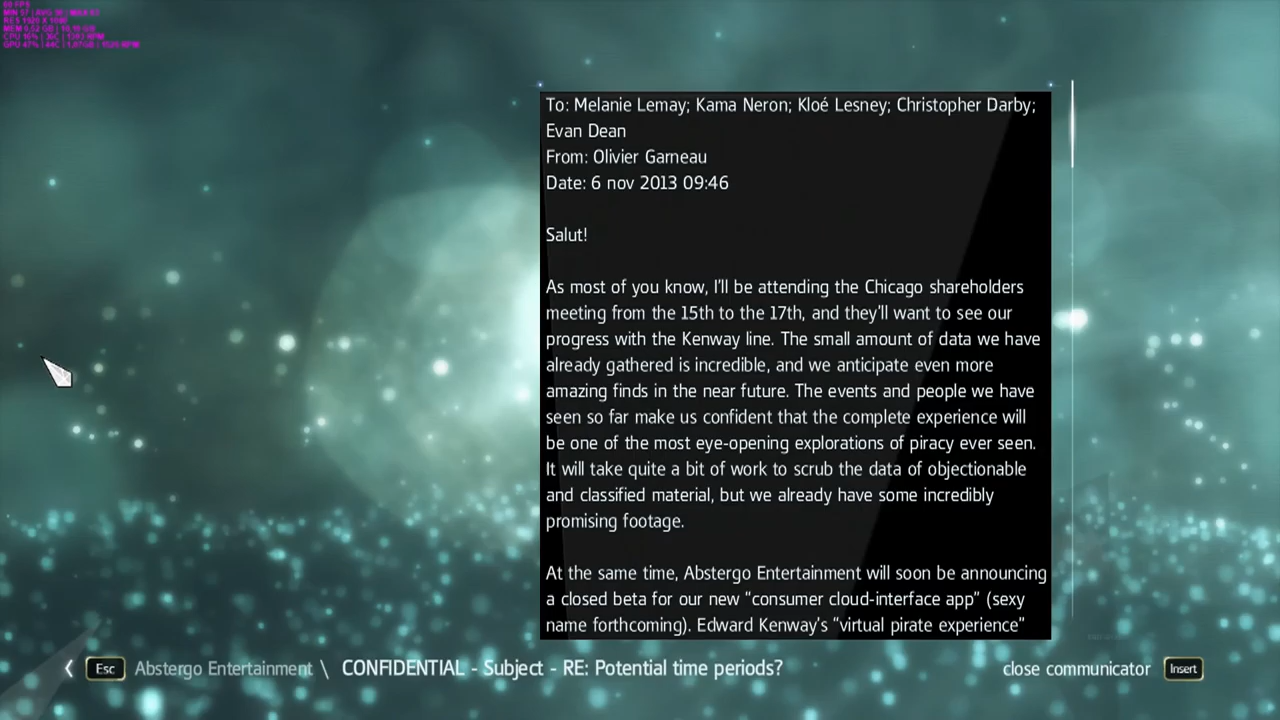 60 FPS
To: Melanie Lemay; Kama Neron; Kloé Lesney; Christopher Darby;
Evan Dean
From: Olivier Garneau
Date: 6 nov 2013 09:46
Salut!
As most of you know, I'll be attending the Chicago shareholders
meeting from the 15th to the 17th, and they'll want to see our
progress with the Kenway line. The small amount of data we have
already gathered is incredible, and we anticipate even more
amazing finds in the near future. The events and people we have
seen so far make us confident that the complete experience will
be one of the most eye-opening explorations of piracy ever seen.
It will take quite a bit of work to scrub the data of objectionable
and classified material, but we already have some incredibly
promising footage.
At the same time, Abstergo Entertainment will soon be announcing
a closed beta for our new “consumer cloud-interface app” (sexy
name forthcoming). Edward Kenway's “virtual pirate experience”
Esc Abstergo Entertainment \ CONFIDENTIAL - Subject - RE: Potential time periods? close communicator Insert